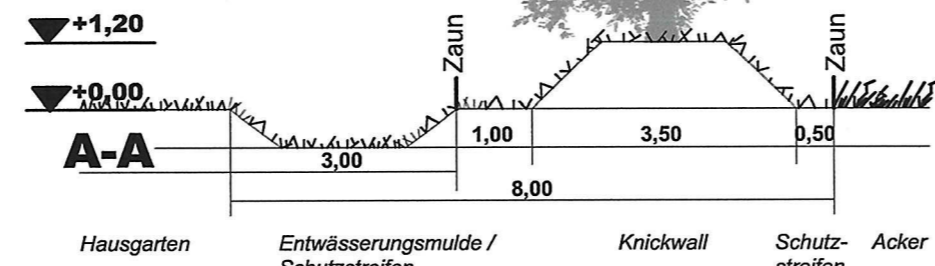 +1,20
Zaun
Zaun
+0,00
A-A
1,00
3,50
0,50
3,00
8,00
Hausgarten
Entwässerungsmulde /
Knickwall
Schutz-
Acker
Schutzstreifen
streifen